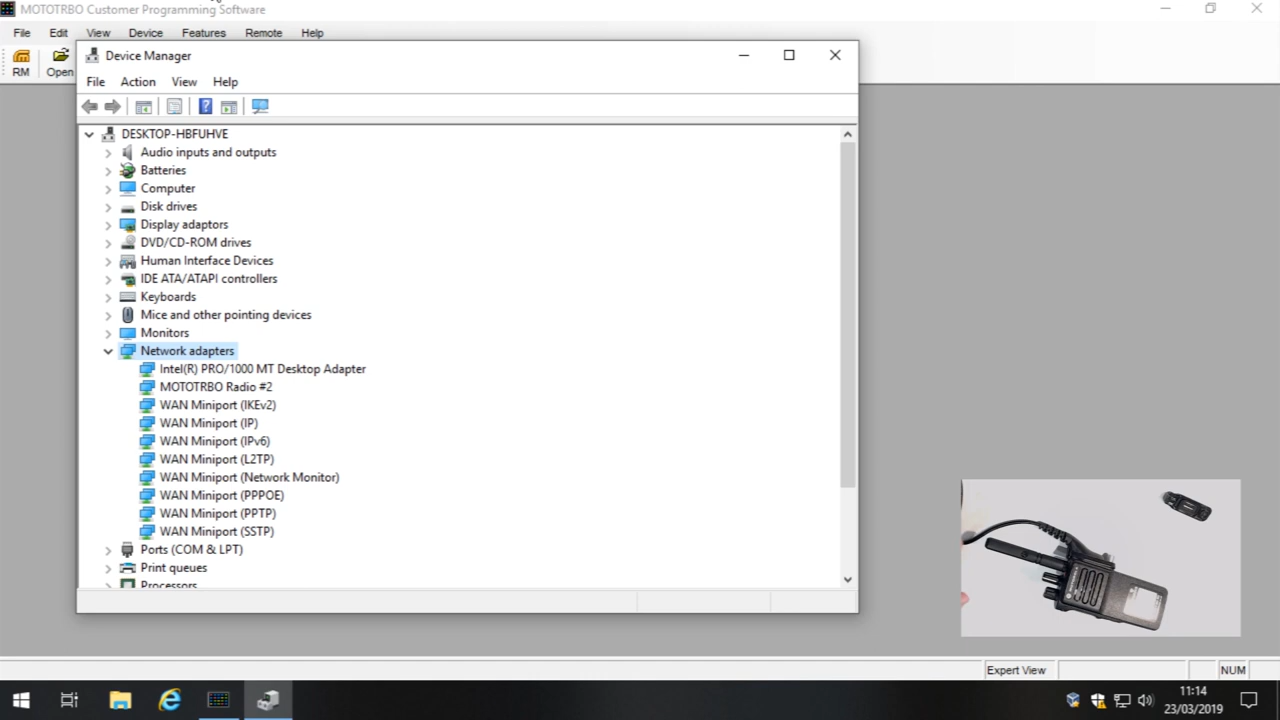 MOTOTRBO Customer Programming Software
File Edit View Device Features Remote Help
RM Open
Device Manager
File Action View Help
DESKTOP-HBFUHVE
Audio inputs and outputs
Batteries
Computer
Disk drives
Display adaptors
DVD/CD-ROM drives
Human Interface Devices
IDE ATA/ATAPI controllers
Keyboards
Mice and other pointing devices
Monitors
Network adapters
Intel(R) PRO/1000 MT Desktop Adapter
MOTOTRBO Radio #2
WAN Miniport (IKEv2)
WAN Miniport (IP)
WAN Miniport (IPv6)
WAN Miniport (L2TP)
WAN Miniport (Network Monitor)
WAN Miniport (PPPOE)
WAN Miniport (PPTP)
WAN Miniport (SSTP)
Ports (COM & LPT)
Print queues
Processors
Expert View NUM
11:14
23/03/2019